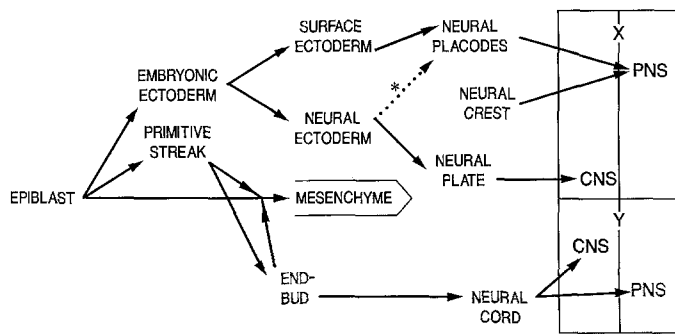 SURFACE
ECTODERM
NEURAL
PLACODES
X
EMBRYONIC
ECTODERM
*
PNS
NEURAL
CREST
NEURAL
ECTODERM
PRIMITIVE
STREAK
NEURAL
PLATE
CNS
EPIBLAST
MESENCHYME
Y
CNS
END-
BUD
NEURAL
CORD
PNS